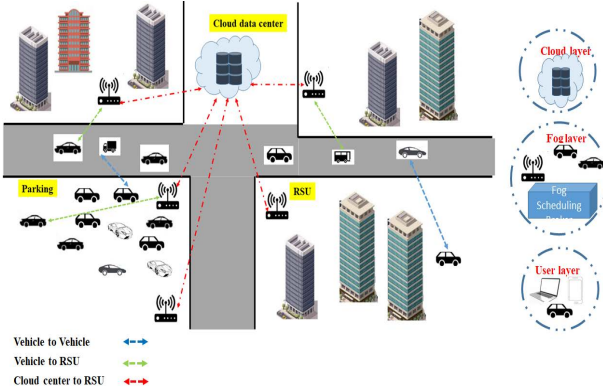 Cloud data center
Cloud layer
Fog layer
Fog
Scheduling
Parking
RSU
User layer
Vehicle to Vehicle
Vehicle to RSU
Cloud center to RSU